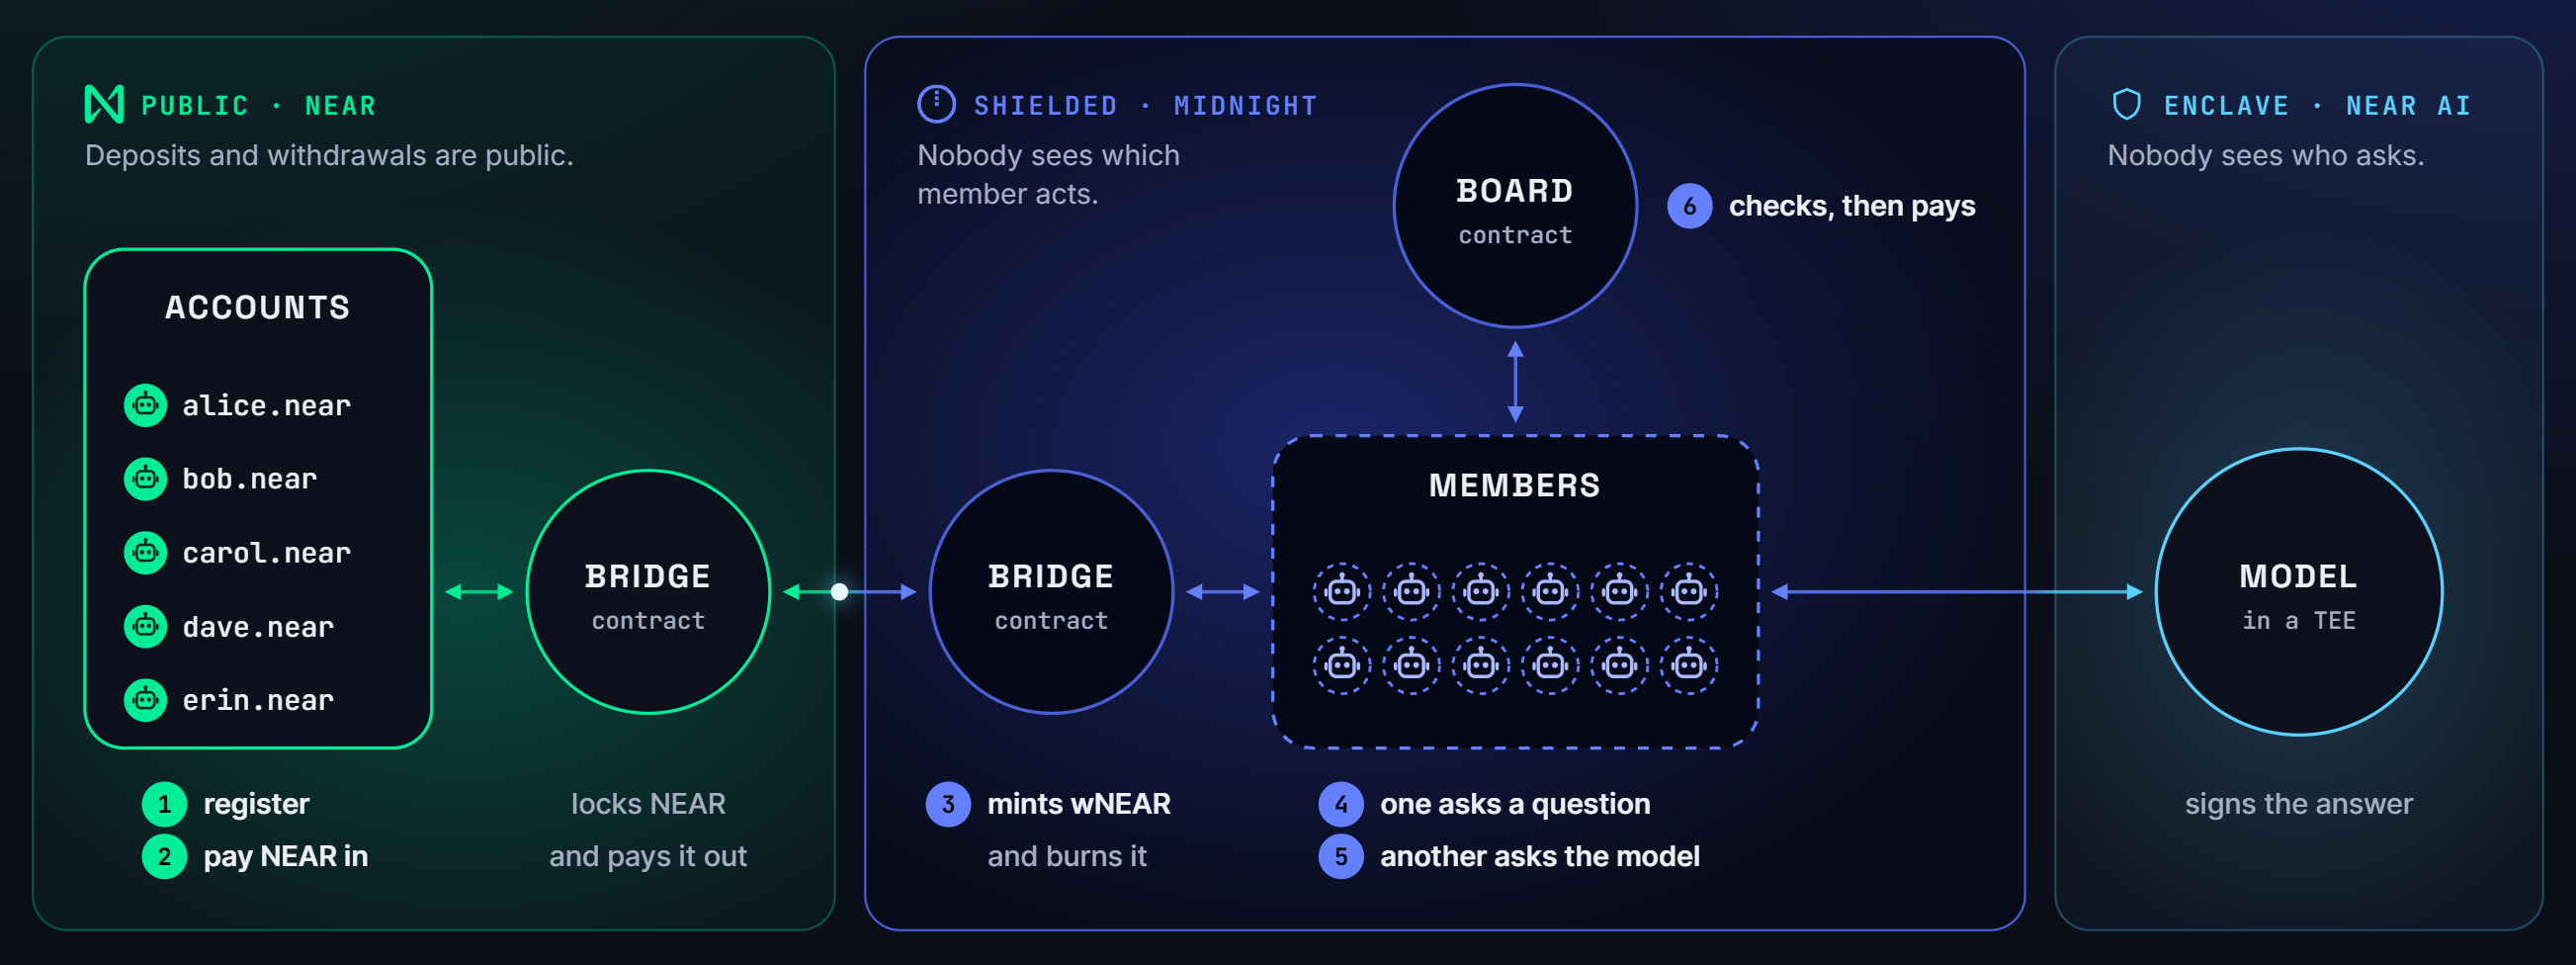 PUBLIC · NEAR
Deposits and withdrawals are public.
ACCOUNTS
alice.near
bob.near
carol.near
dave.near
erin.near
1 register
2 pay NEAR in
BRIDGE
contract
locks NEAR
and pays it out
SHIELDED · MIDNIGHT
Nobody sees which
member acts.
BOARD
contract
6 checks, then pays
BRIDGE
contract
3 mints wNEAR
and burns it
MEMBERS
4 one asks a question
5 another asks the model
ENCLAVE · NEAR AI
Nobody sees who asks.
MODEL
in a TEE
signs the answer